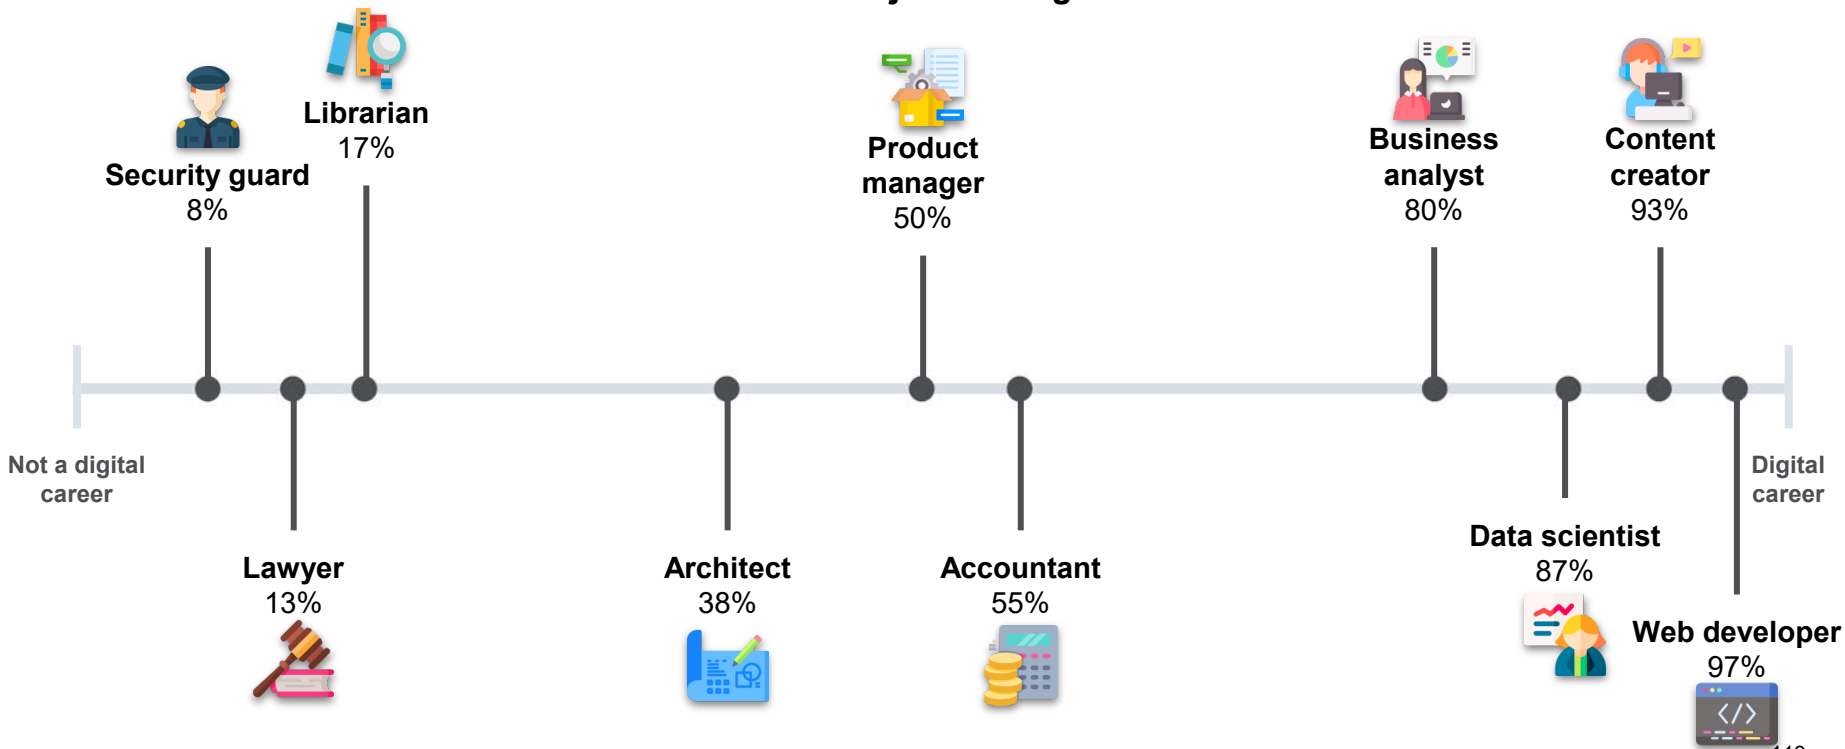 Librarian
17%
Security guard
8%
Product
manager
50%
Business
analyst
80%
Content
creator
93%
Not a digital
career
Digital
career
Lawyer
13%
Architect
38%
Accountant
55%
Data scientist
87%
Web developer
97%
</>